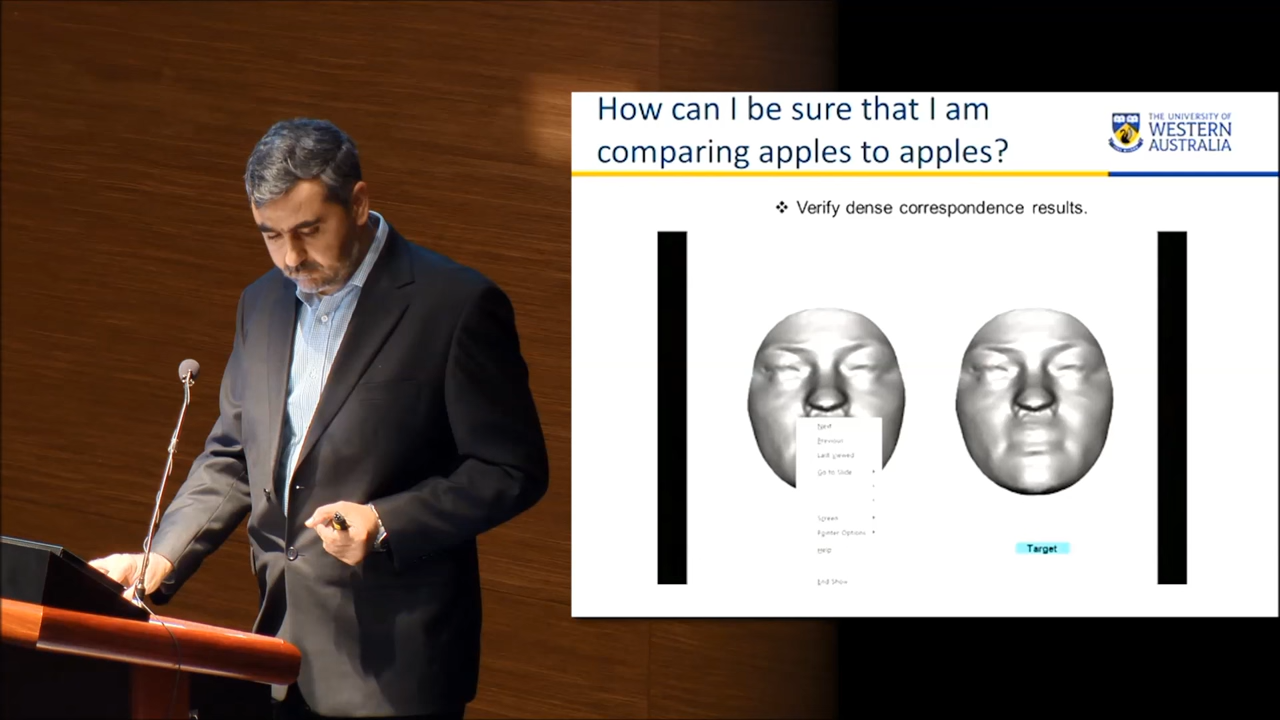 How can I be sure that I am
comparing apples to apples?
THE UNIVERSITY OF
WESTERN
AUSTRALIA
❖ Verify dense correspondence results.
Next
Previous
Last Viewed
Go to Slide
Screen
Pointer Options
Help
End Show
Target